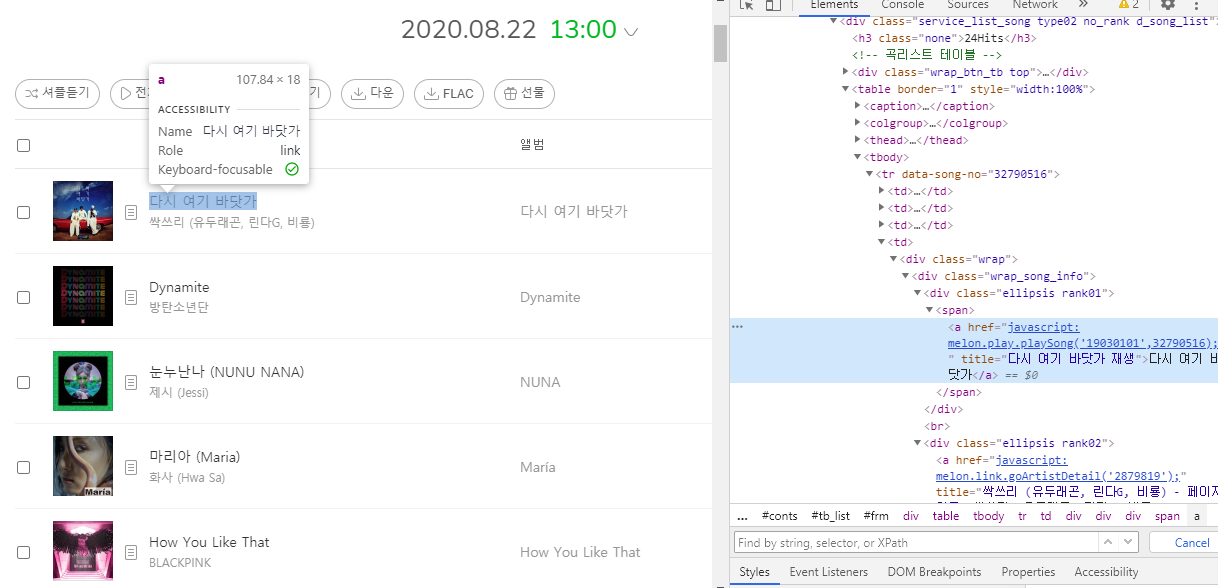 2020.08.22 13:00
셔플듣기
다운
FLAC
선물
a 107.84 × 18
ACCESSIBILITY
Name 다시 여기 바닷가
Role link
Keyboard-focusable
앨범
다시 여기 바닷가
싹쓰리 (유두래곤, 린다G, 비룡)
다시 여기 바닷가
Dynamite
방탄소년단
Dynamite
눈누난나 (NUNU NANA)
제시 (Jessi)
NUNA
마리아 (Maria)
화사 (Hwa Sa)
María
How You Like That
BLACKPINK
How You Like That
Elements Console Sources Network » 2
▼<div class="service_list_song type02 no_rank d_song_list"
<h3 class="none">24Hits</h3>
<!-- 곡리스트 테이블 -->
▶<div class="wrap_btn_tb top">…</div>
▼<table border="1" style="width:100%">
▶<caption>…</caption>
▶<colgroup>…</colgroup>
▶<thead>…</thead>
▼<tbody>
▼<tr data-song-no="32790516">
▶<td>…</td>
▶<td>…</td>
▶<td>…</td>
▼<td>
▼<div class="wrap">
▼<div class="wrap_song_info">
▼<div class="ellipsis rank01">
▼<span>
<a href="javascript:
melon.play.playSong('19030101',32790516);
" title="다시 여기 바닷가 재생">다시 여기 바
닷가</a> == $0
</span>
</div>
<br>
▼<div class="ellipsis rank02">
<a href="javascript:
melon.link.goArtistDetail('2879819');"
title="싹쓰리 (유두래곤, 린다G, 비룡) - 페이지
... #conts #tb_list #frm div table tbody tr td div div div span a
Find by string, selector, or XPath
Cancel
Styles Event Listeners DOM Breakpoints Properties Accessibility